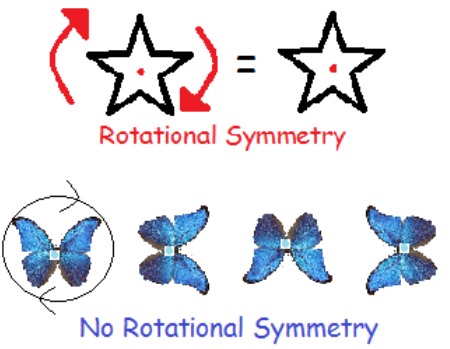 =
Rotational Symmetry
No Rotational Symmetry